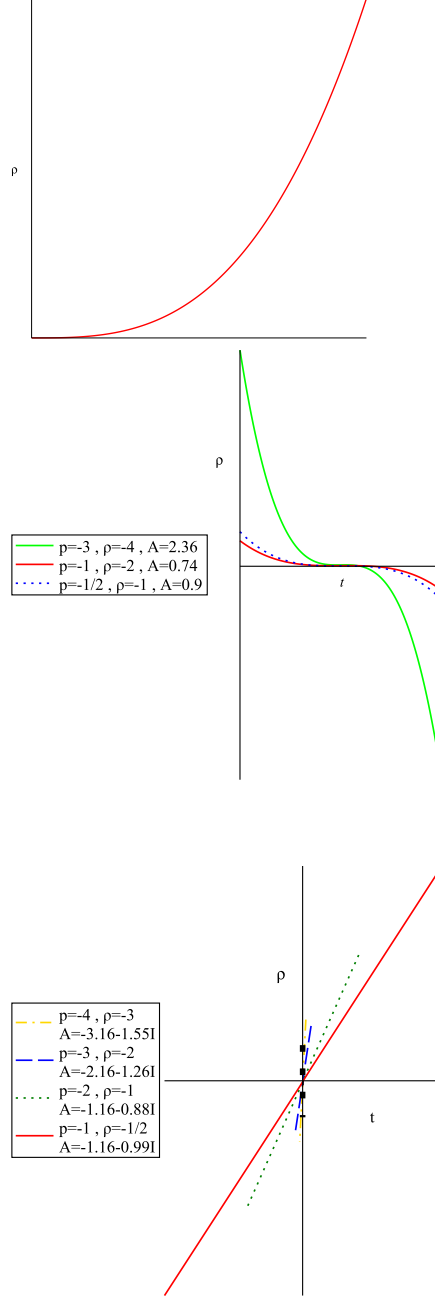 ρ
ρ
p=-3 , ρ=-4 , A=2.36
p=-1 , ρ=-2 , A=0.74
p=-1/2 , ρ=-1 , A=0.9
t
ρ
p=-4 , ρ=-3
A=-3.16-1.55I
p=-3 , ρ=-2
A=-2.16-1.26I
p=-2 , ρ=-1
A=-1.16-0.88I
p=-1 , ρ=-1/2
A=-1.16-0.99I
t